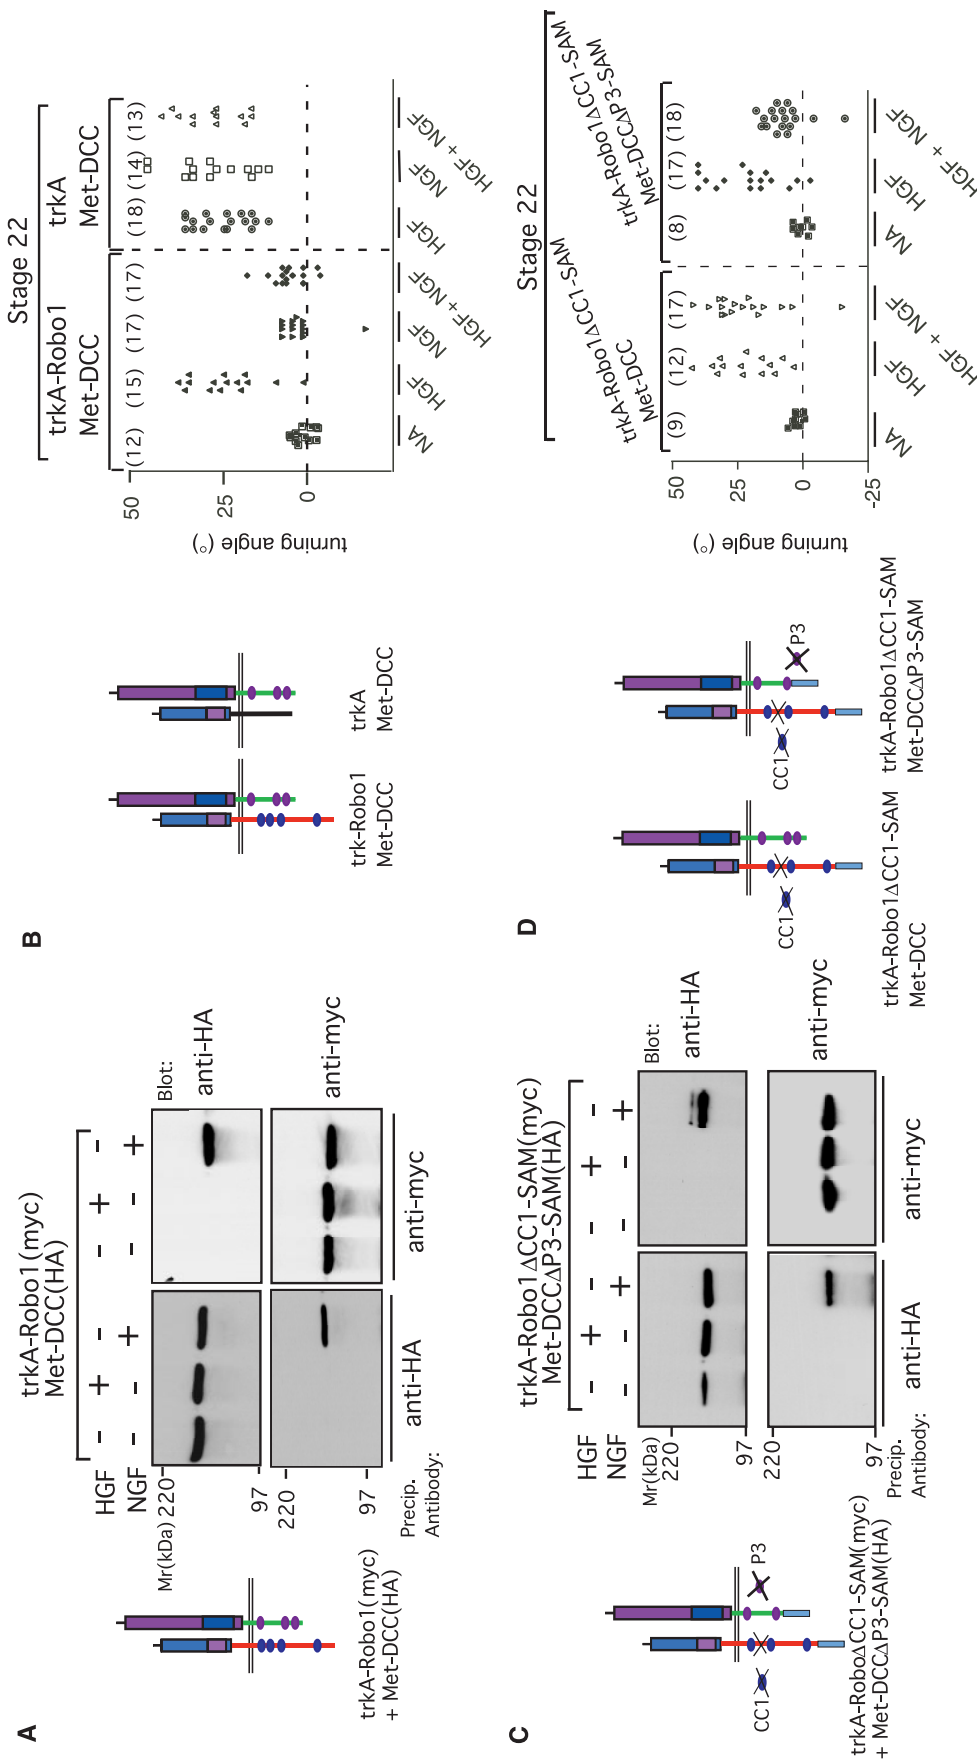 A
trkA-Robo1(myc)
Met-DCC(HA)
HGF - + - - + -
NGF - - + - - +
Mr(kDa) 220
97
220
97
Blot:
anti-HA
anti-myc
Precip.
Antibody:
anti-HA
anti-myc
trkA-Robo1(myc)
+ Met-DCC(HA)
B
trk-Robo1
Met-DCC
trkA
Met-DCC
Stage 22
trkA-Robo1
Met-DCC
trkA
Met-DCC
(12) (15) (17) (17) (18) (14) (13)
50
25
0
turning angle (°)
NA
HGF
NGF
HGF + NGF
HGF
NGF
HGF + NGF
C
trkA-Robo1ΔCC1-SAM(myc)
Met-DCCΔP3-SAM(HA)
HGF - + - - + -
NGF - - + - - +
Mr(kDa)
220
97
220
97
Blot:
anti-HA
anti-myc
Precip.
Antibody:
anti-HA
anti-myc
CC1
P3
trkA-RoboΔCC1-SAM(myc)
+ Met-DCCΔP3-SAM(HA)
D
CC1
trkA-Robo1ΔCC1-SAM
Met-DCC
CC1
P3
trkA-Robo1ΔCC1-SAM
Met-DCCΔP3-SAM
Stage 22
trkA-Robo1ΔCC1-SAM
Met-DCC
trkA-Robo1ΔCC1-SAM
Met-DCCΔP3-SAM
(9) (12) (17) (8) (17) (18)
50
25
0
-25
turning angle (°)
NA
HGF
HGF + NGF
NA
HGF
HGF + NGF